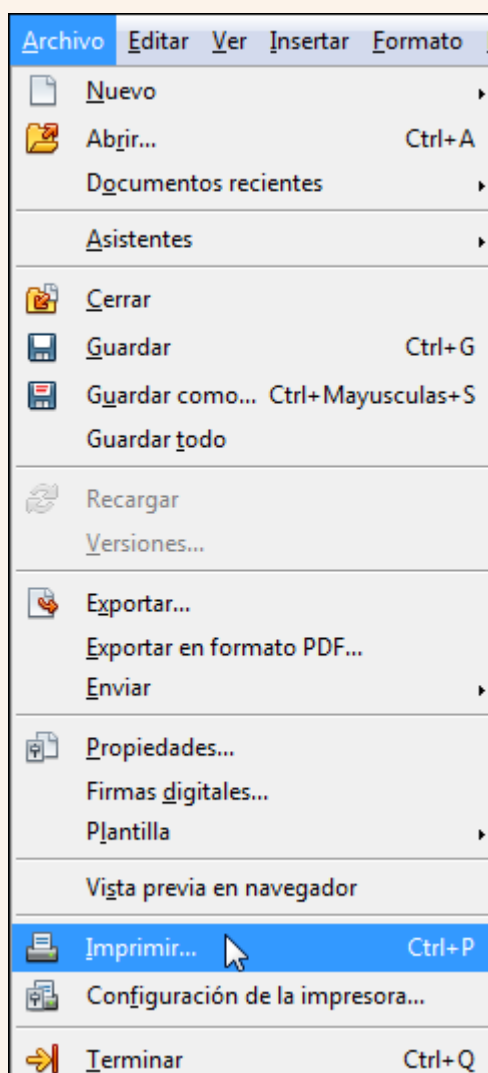 Archivo Editar Ver Insertar Formato
Nuevo
Abrir... Ctrl+A
Documentos recientes
Asistentes
Cerrar
Guardar Ctrl+G
Guardar como... Ctrl+Mayusculas+S
Guardar todo
Recargar
Versiones...
Exportar...
Exportar en formato PDF...
Enviar
Propiedades...
Firmas digitales...
Plantilla
Vista previa en navegador
Imprimir... Ctrl+P
Configuración de la impresora...
Terminar Ctrl+Q